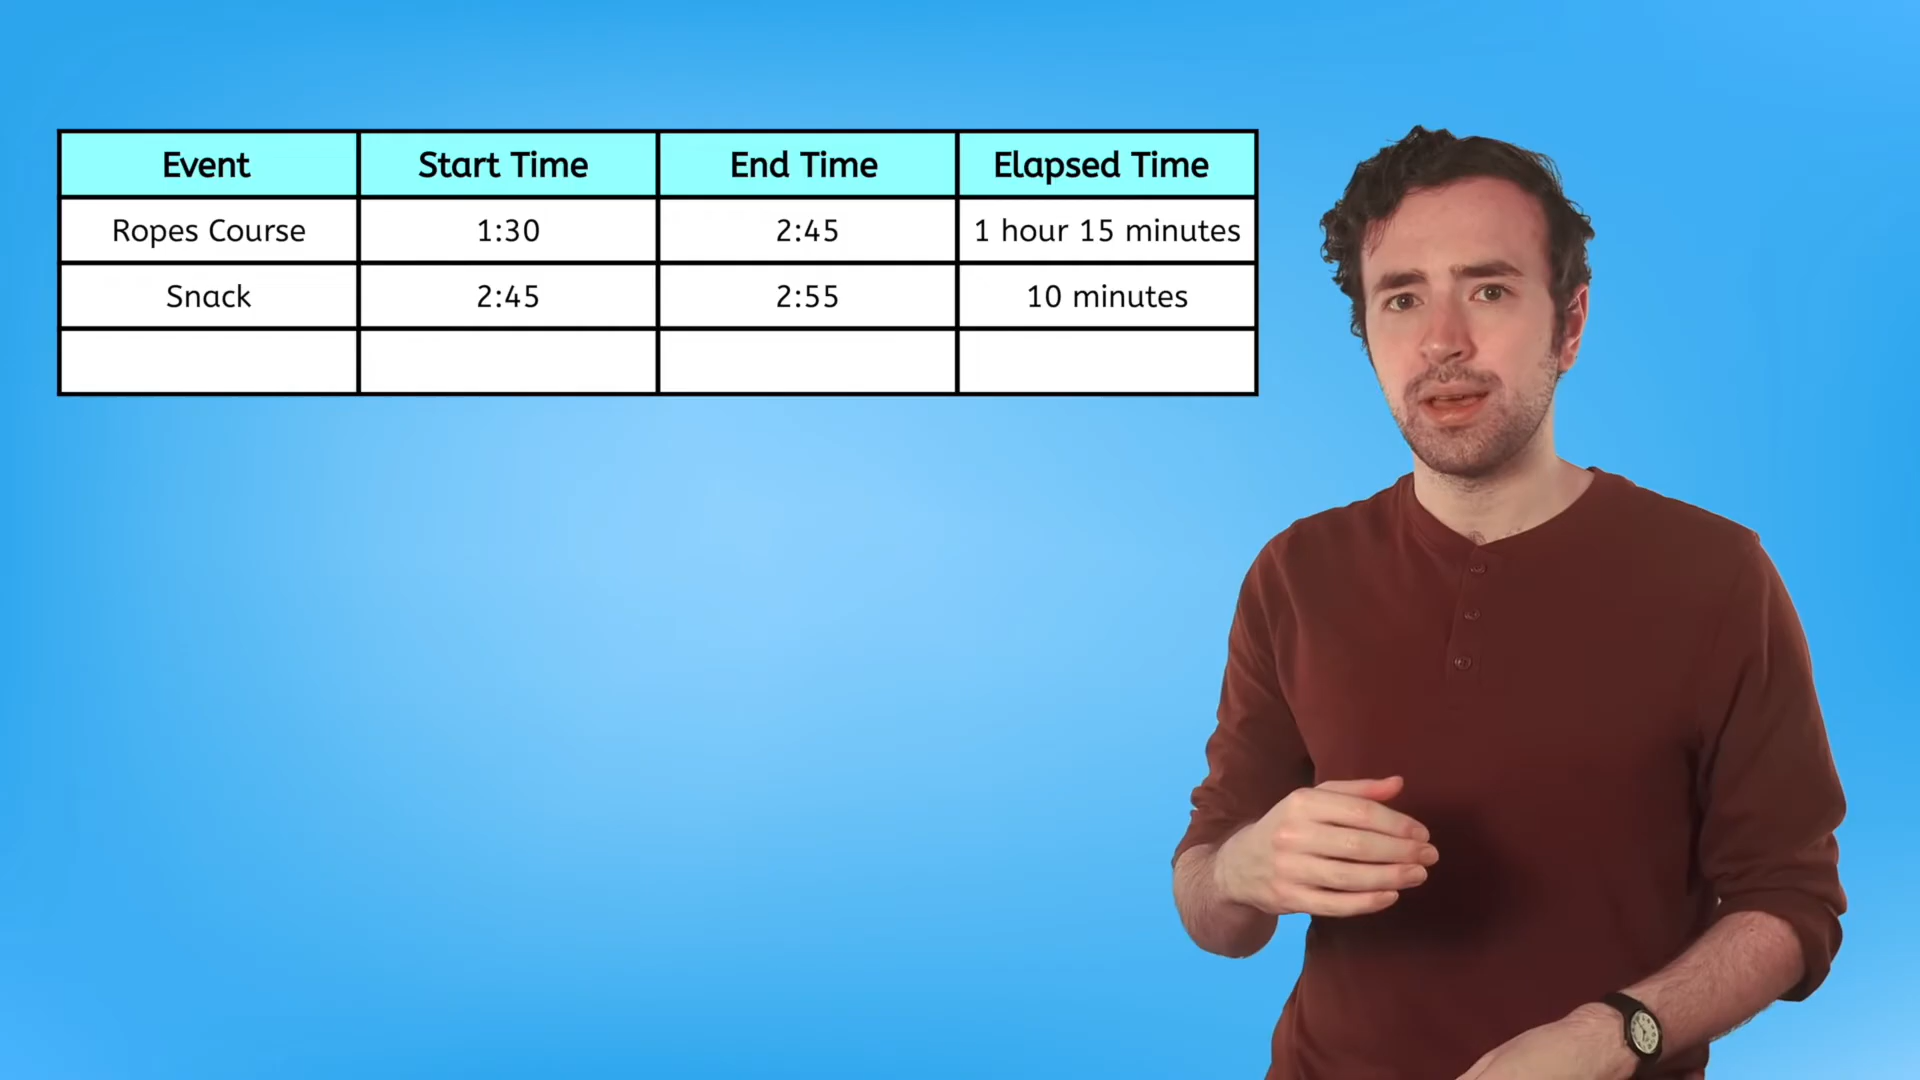 Event Start Time End Time Elapsed Time
Ropes Course 1:30 2:45 1 hour 15 minutes
Snack 2:45 2:55 10 minutes